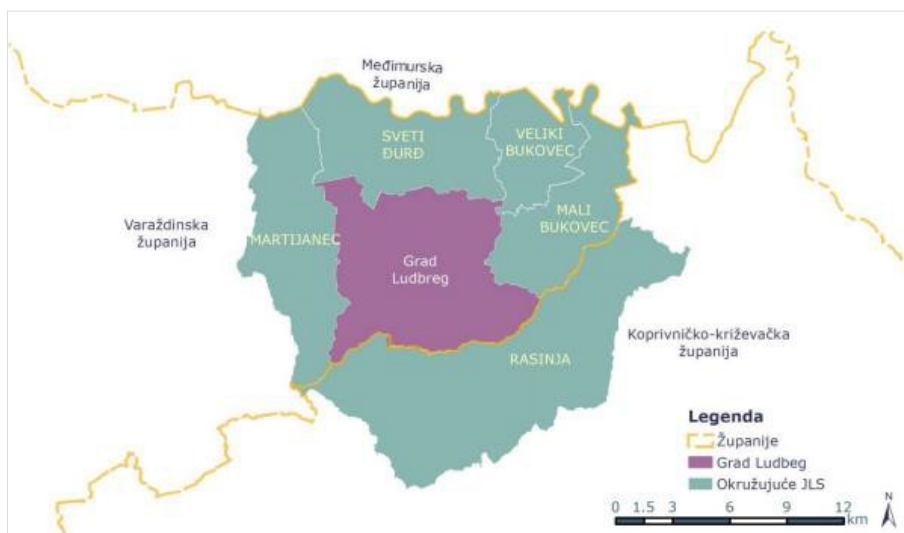 Međimurska
županija
SVETI
ĐURĐ
VELIKI
BUKOVEC
Varaždinska
županija
MARTIJANEC
MALI
BUKOVEC
Grad
Ludbreg
Koprivničko-križevačka
županija
RASINJA
Legenda
Županije
Grad Ludbeg
Okružujuće JLS
N
0 1.5 3 6 9 12
km